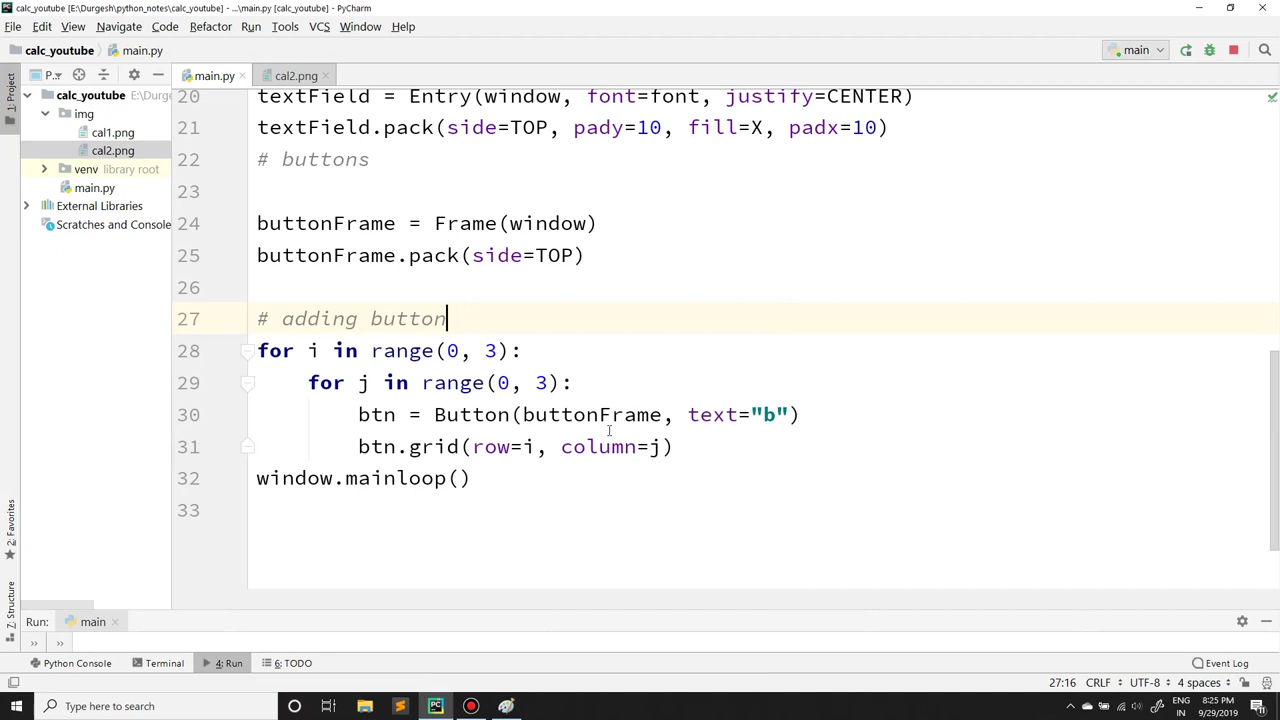 calc_youtube [E:\Durgesh\python_notes\calc_youtube] - ...\main.py [calc_youtube] - PyCharm
File Edit View Navigate Code Refactor Run Tools VCS Window Help
calc_youtube main.py main
1: Project
P... main.py cal2.png
calc_youtube E:\Durge
img
cal1.png
cal2.png
venv library root
main.py
External Libraries
Scratches and Console
20 textField = Entry(window, font=font, justify=CENTER)
21 textField.pack(side=TOP, pady=10, fill=X, padx=10)
22 # buttons
23
24 buttonFrame = Frame(window)
25 buttonFrame.pack(side=TOP)
26
27 # adding button
28 for i in range(0, 3):
29 for j in range(0, 3):
30 btn = Button(buttonFrame, text="b")
31 btn.grid(row=i, column=j)
32 window.mainloop()
33
2: Favorites
7: Structure
Run: main
» »
Python Console Terminal 4: Run 6: TODO Event Log
27:16 CRLF UTF-8 4 spaces
Type here to search
ENG 8:25 PM
IN 9/29/2019